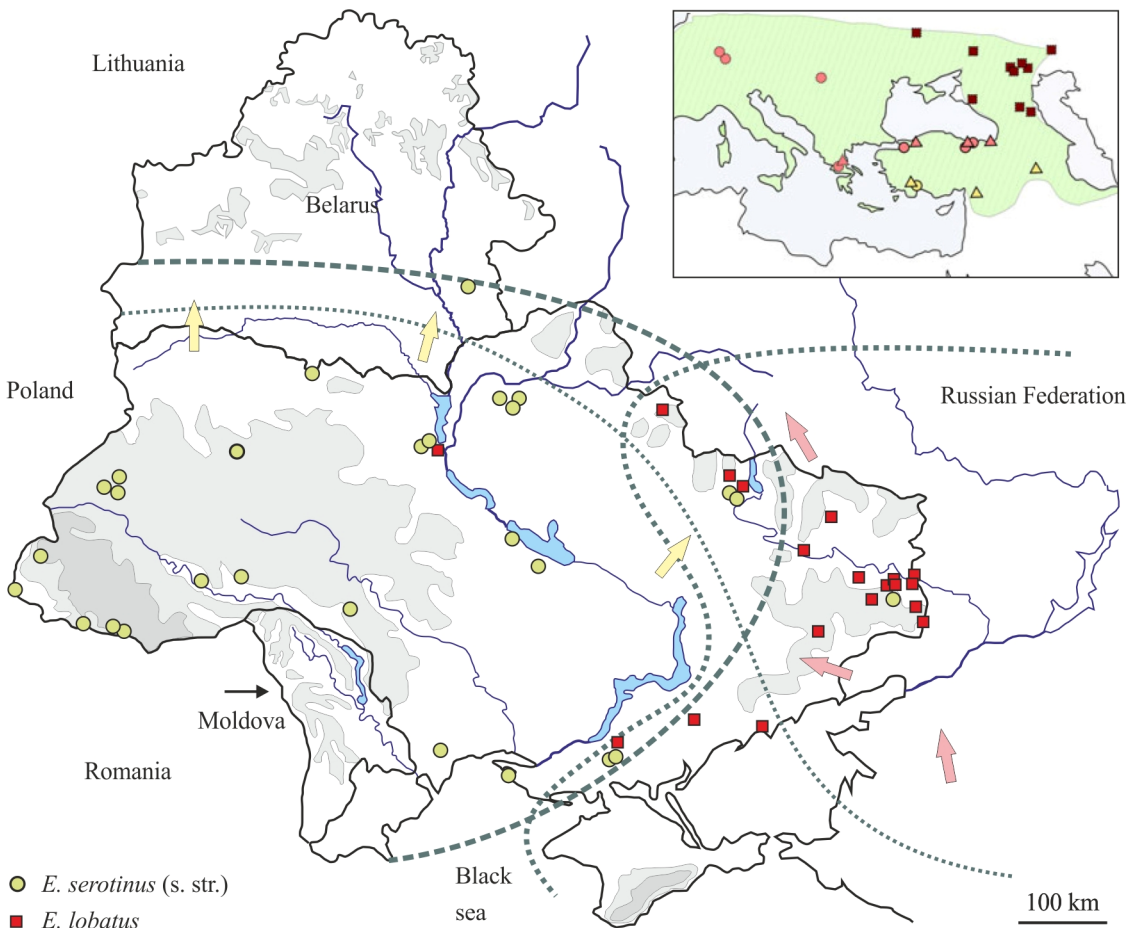 Lithuania
Belarus
Poland
Russian Federation
Moldova
Romania
Black
sea
E. serotinus (s. str.)
E. lobatus
100 km